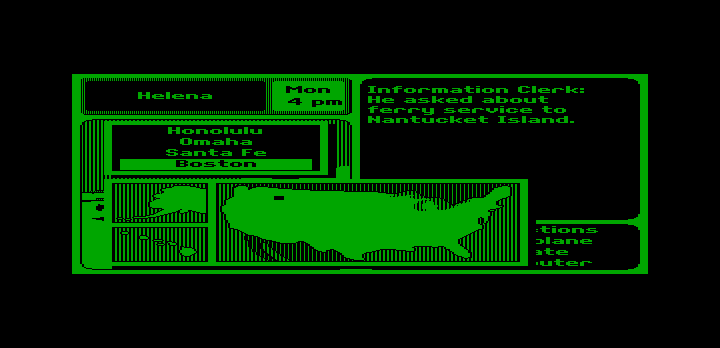 Helena
Mon
4 pm
Information Clerk:
He asked about
ferry service to
Nantucket Island.
Honolulu
Omaha
Santa Fe
Boston